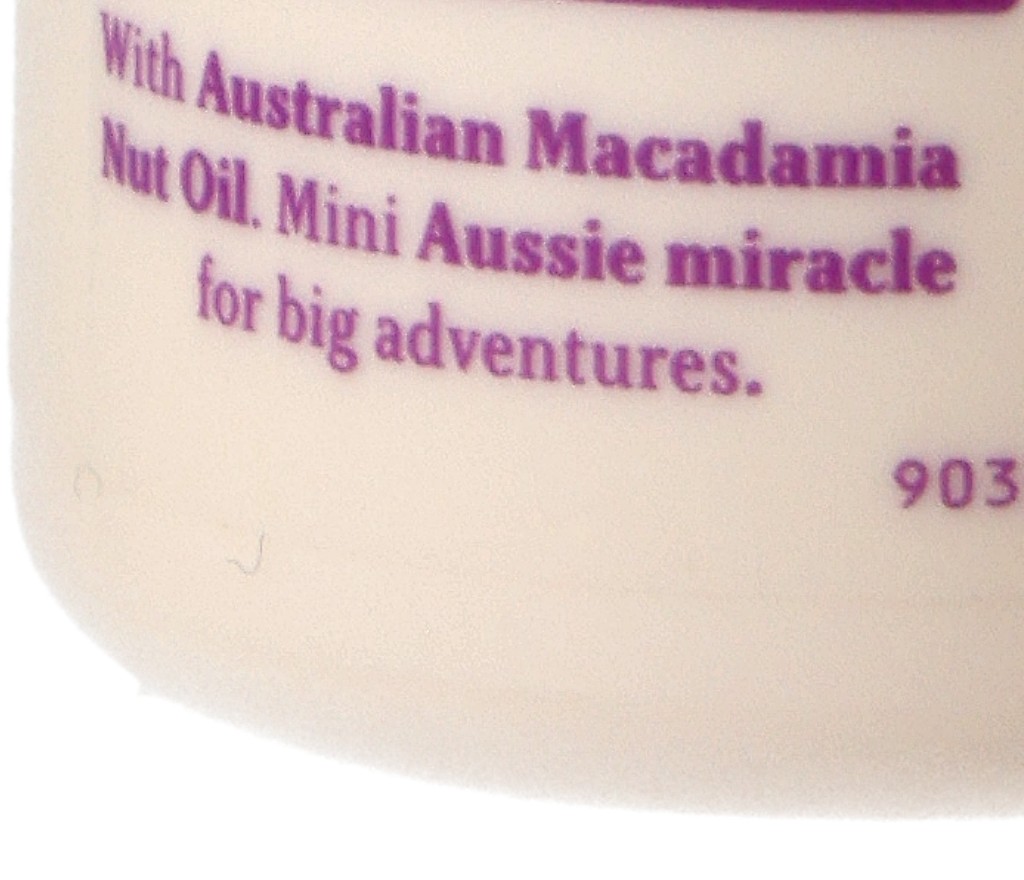 With Australian Macadamia
Nut Oil. Mini Aussie miracle
for big adventures.
903